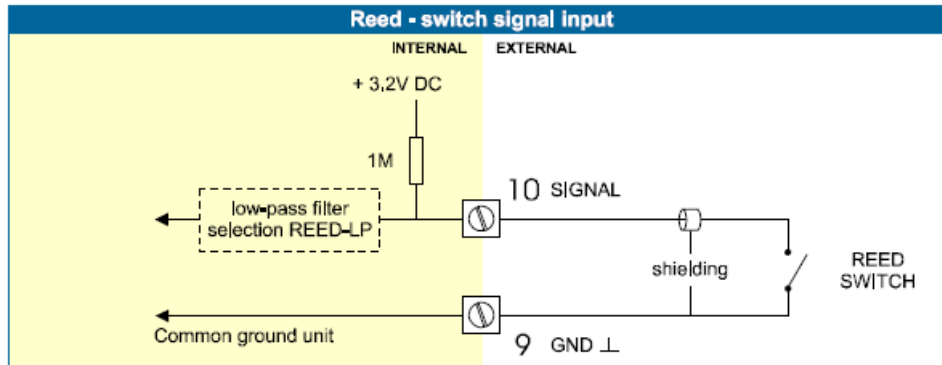 Reed - switch signal input
INTERNAL EXTERNAL
+ 3,2V DC
1M
10 SIGNAL
low-pass filter
selection REED-LP
shielding
REED
SWITCH
Common ground unit
9 GND ⊥